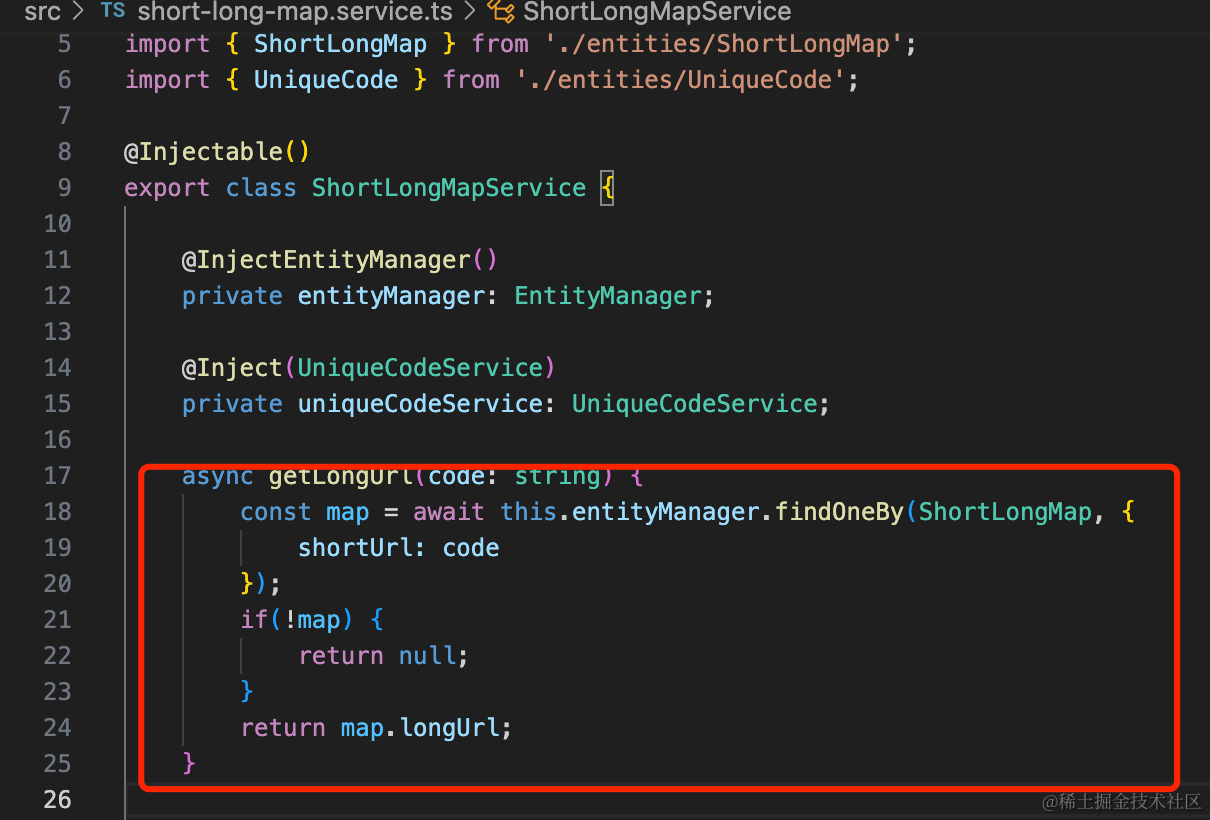 src > TS short-long-map.service.ts > ShortLongMapService
5 import { ShortLongMap } from './entities/ShortLongMap';
6 import { UniqueCode } from './entities/UniqueCode';
7
8 @Injectable()
9 export class ShortLongMapService {
10
11 @InjectEntityManager()
12 private entityManager: EntityManager;
13
14 @Inject(UniqueCodeService)
15 private uniqueCodeService: UniqueCodeService;
16
17 async getLongUrl(code: string) {
18 const map = await this.entityManager.findOneBy(ShortLongMap, {
19 shortUrl: code
20 });
21 if(!map) {
22 return null;
23 }
24 return map.longUrl;
25 }
26
@稀土掘金技术社区